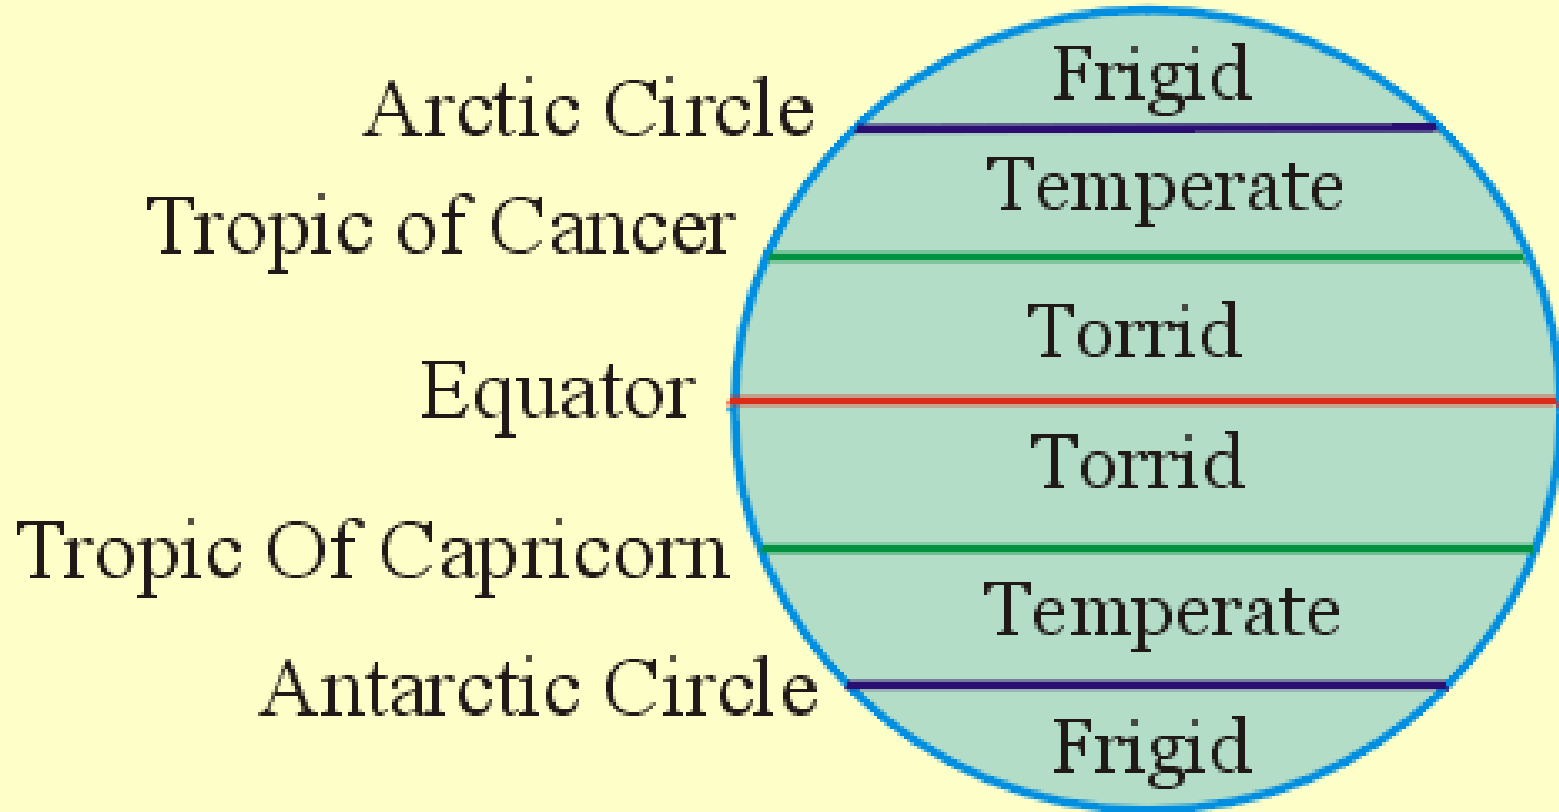 Frigid
Arctic Circle
Temperate
Tropic of Cancer
Torrid
Equator
Torrid
Tropic Of Capricorn
Temperate
Antarctic Circle
Frigid